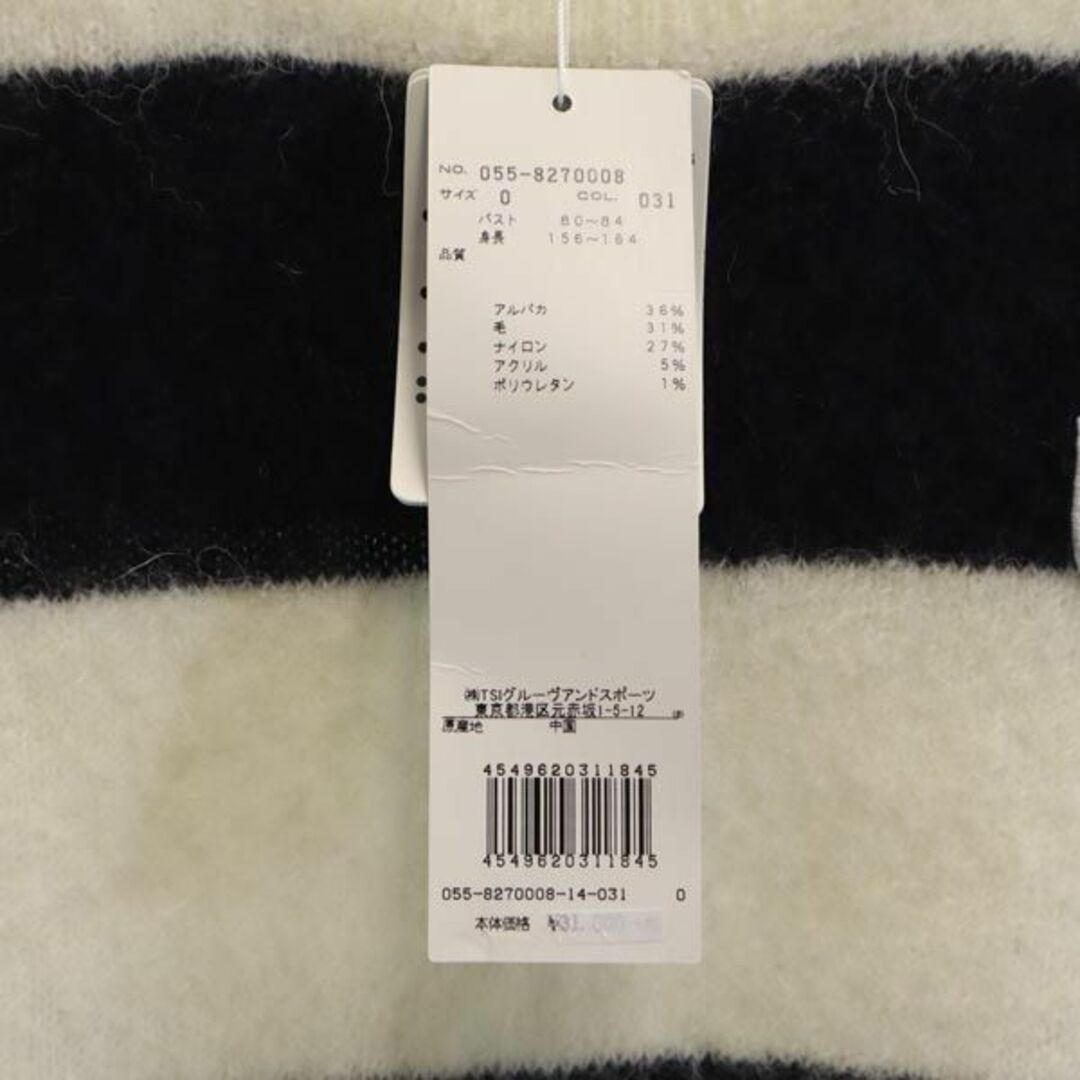 NO. 055-8270008
サイズ 0 COL. 031
バスト 80～84
身長 156～164
品質
アルパカ 36%
毛 31%
ナイロン 27%
アクリル 5%
ポリウレタン 1%
㈱TSIグルーヴアンドスポーツ
東京都港区元赤坂1-5-12
原産地 中国
4549620311845
4549620311845
055-8270008-14-031 0
本体価格 ¥31,000